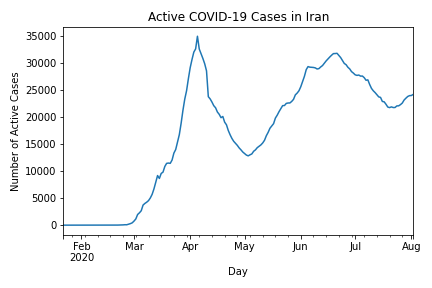 Active COVID-19 Cases in Iran
Number of Active Cases
35000
30000
25000
20000
15000
10000
5000
0
Feb Mar Apr May Jun Jul Aug
2020
Day